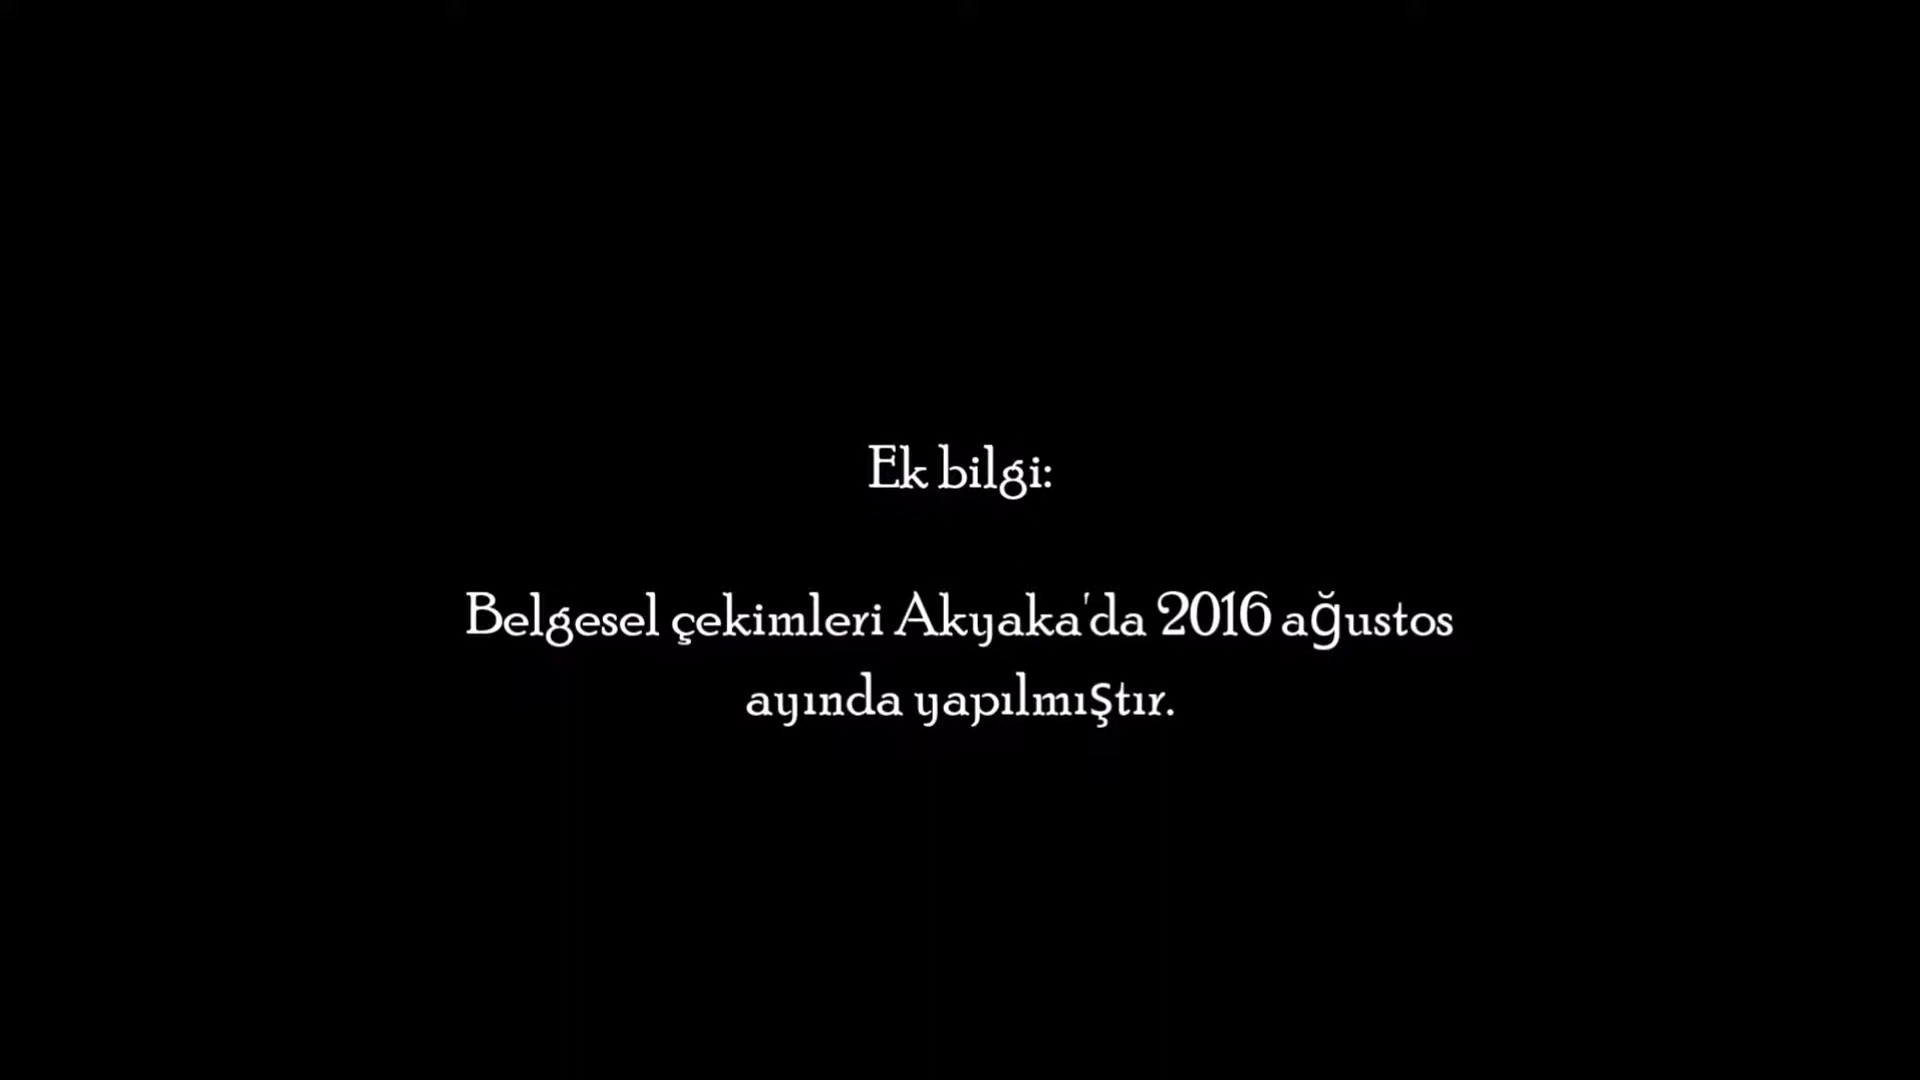 Ek bilgi:
Belgesel çekimleri Akyaka'da 2016 ağustos
ayında yapılmıştır.